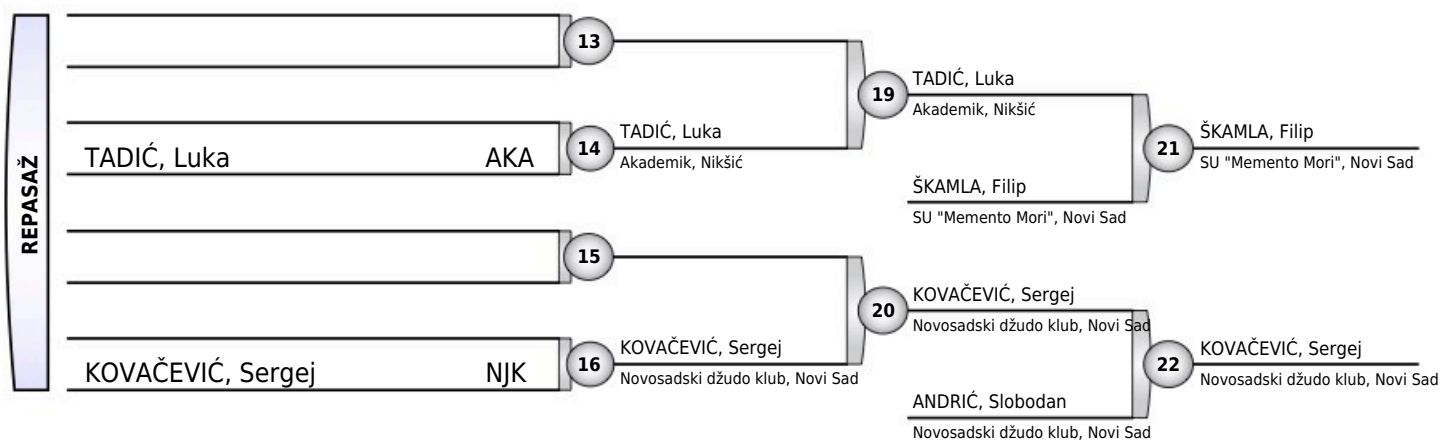 REPASAŽ
13
TADIĆ, Luka AKA
14
TADIĆ, Luka
Akademik, Nikšić
19
TADIĆ, Luka
Akademik, Nikšić
ŠKAMLA, Filip
SU "Memento Mori", Novi Sad
21
ŠKAMLA, Filip
SU "Memento Mori", Novi Sad
15
KOVAČEVIĆ, Sergej NJK
16
KOVAČEVIĆ, Sergej
Novosadski džudo klub, Novi Sad
20
KOVAČEVIĆ, Sergej
Novosadski džudo klub, Novi Sad
ANDRIĆ, Slobodan
Novosadski džudo klub, Novi Sad
22
KOVAČEVIĆ, Sergej
Novosadski džudo klub, Novi Sad